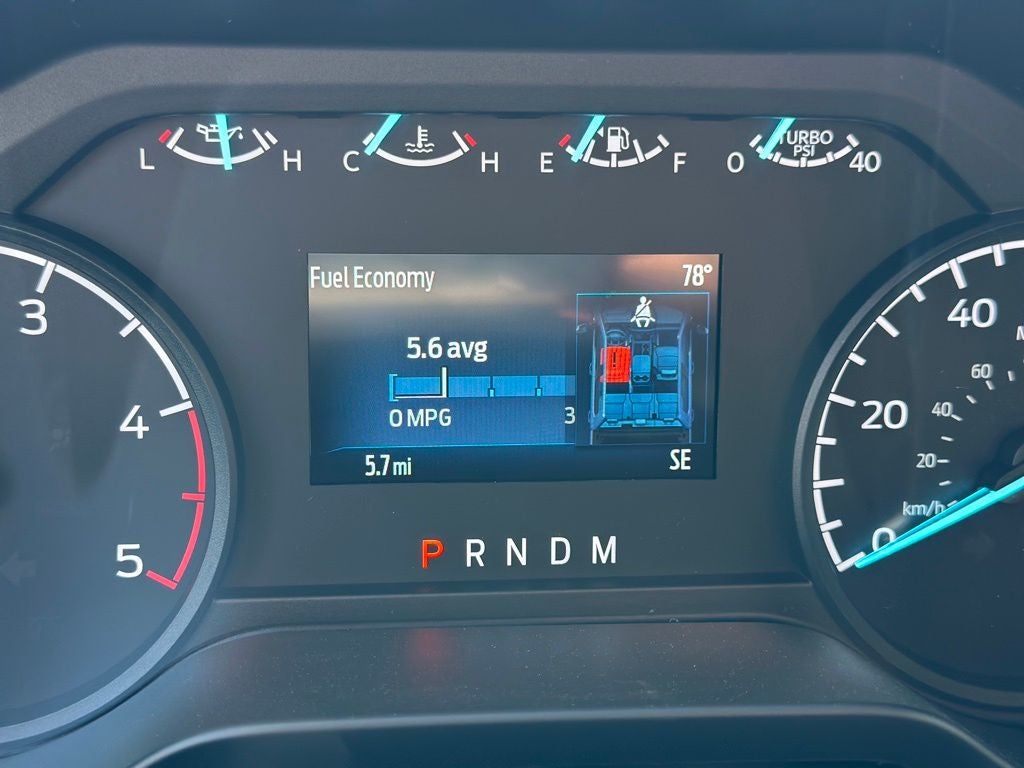 L H C H E F 0 TURBO PSI 40
Fuel Economy 78°
3 40
5.6 avg
60
4 20 40
0 MPG 3
20
5.7 mi SE
km/h
5 P R N D M 0